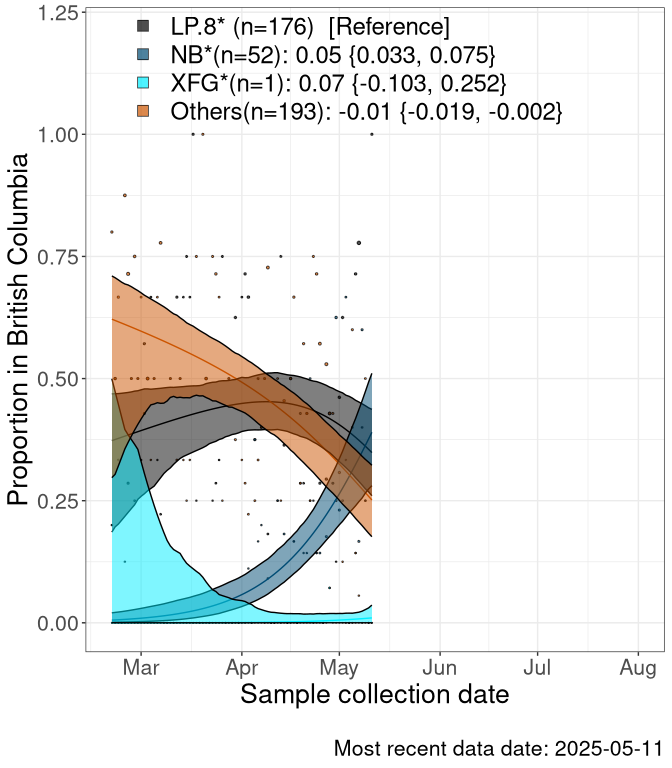 LP.8* (n=176)  [Reference]
NB*(n=52): 0.05 {0.033, 0.075}
XFG*(n=1): 0.07 {-0.103, 0.252}
Others(n=193): -0.01 {-0.019, -0.002}
1.25
1.00
0.75
0.50
0.25
0.00
Proportion in British Columbia
Mar Apr May Jun Jul Aug
Sample collection date
Most recent data date: 2025-05-11